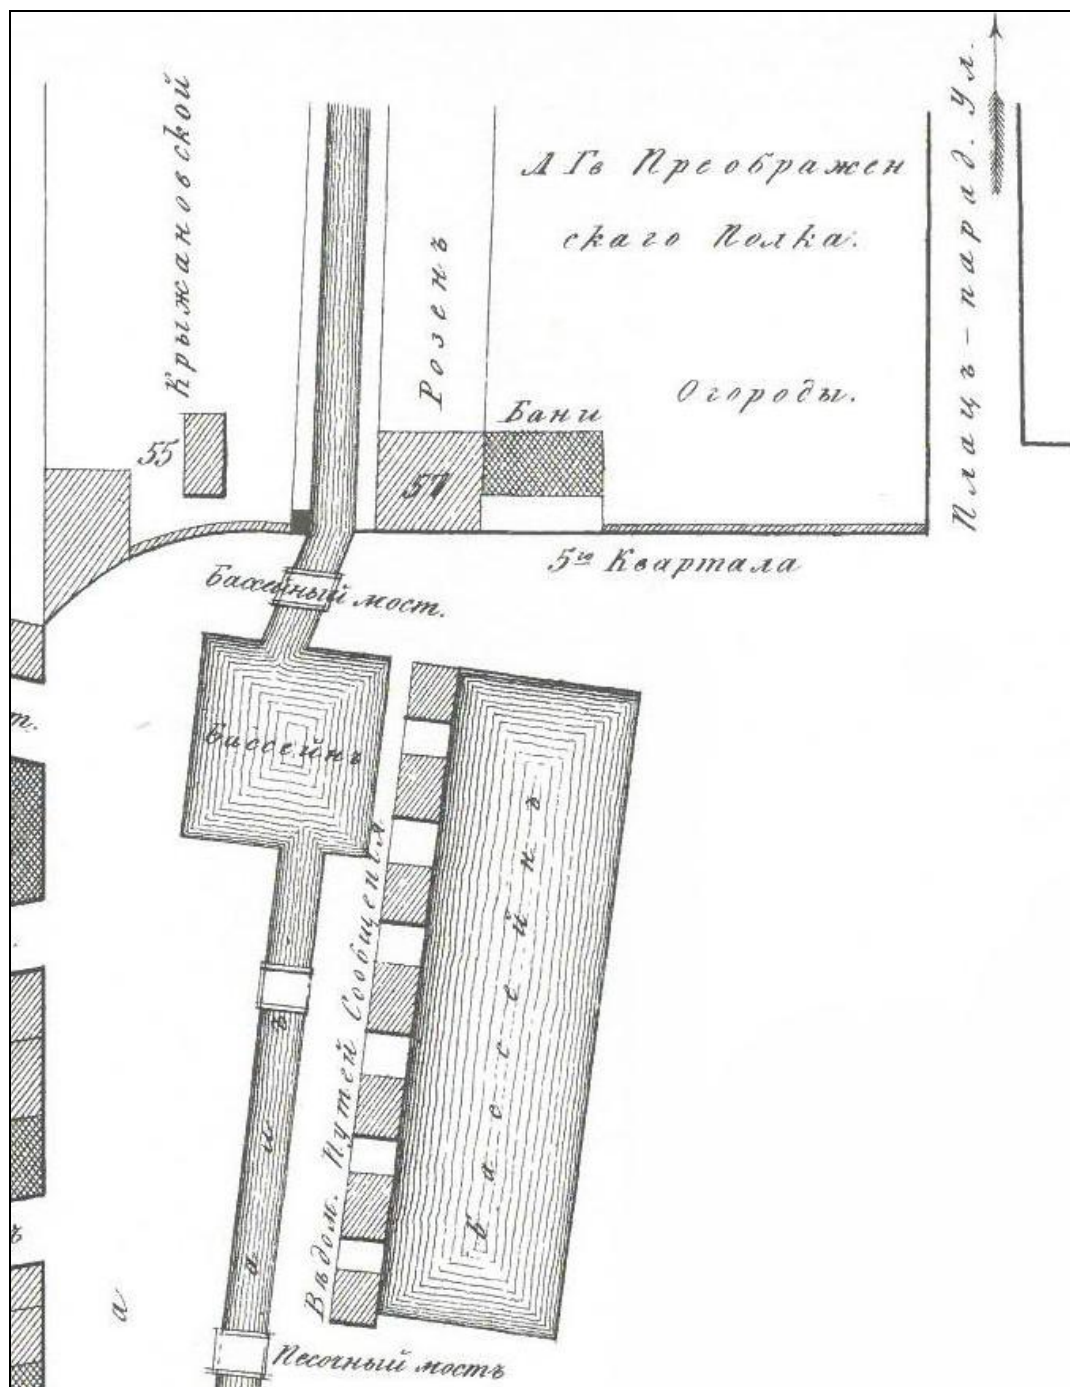 Крыжановской
55
Розенъ
57
Л Гв Преображен
скаго Полка.
Огороды.
Бани
Плацъ-парад. Ул.
5го Квартала
Бассейный мост.
Бассейнъ
т.
Вѣдом. Путей Сообщенія
Бассейнъ
а
Песочный мостъ